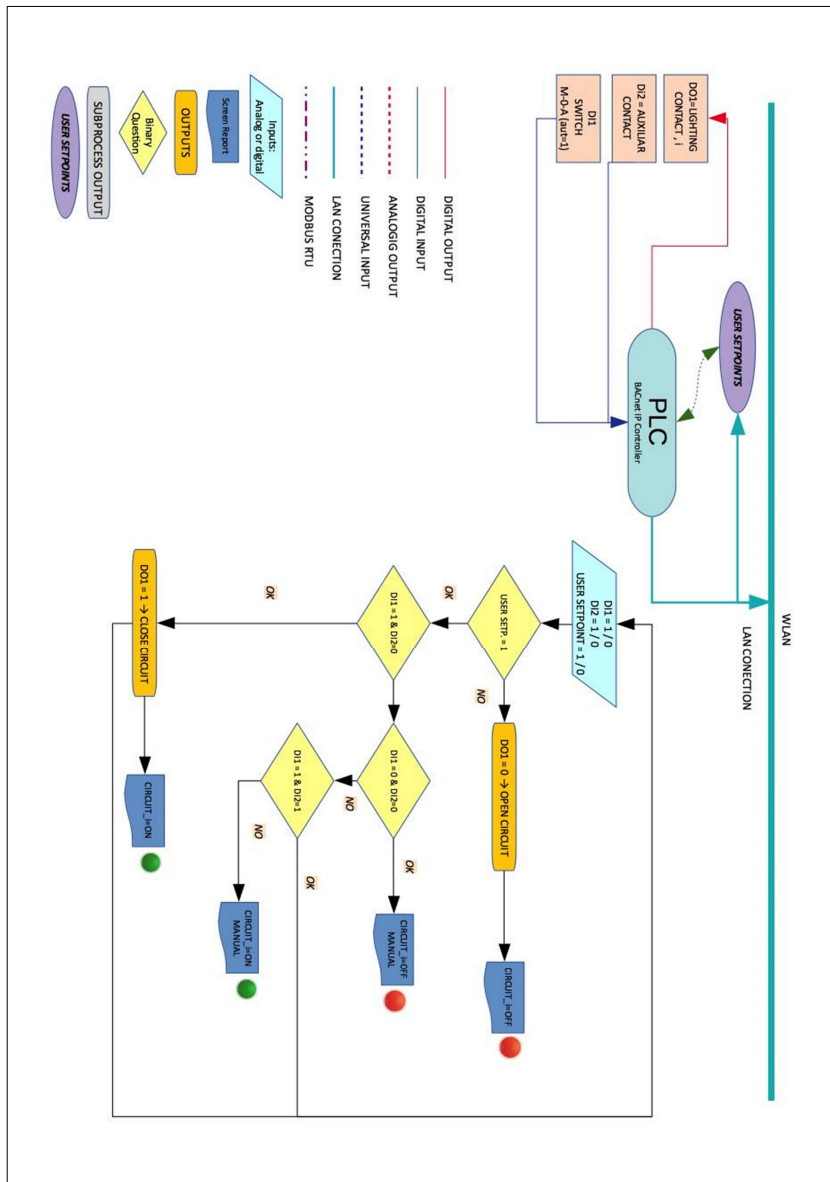 WLAN
LAN CONECTION
USER SETPOINTS
PLC
BACnet IP Controller
DO1=LIGHTING
CONTACT , i
DI2 = AUXILIAR
CONTACT
DI1
SWITCH
M-0-A (aut=1)
DI1 = 1 / 0
DI2 = 1 / 0
USER SETPOINT = 1 / 0
USER SETP. = 1
NO
DO1 = 0 → OPEN CIRCUIT
CIRCUIT_i=OFF
OK
DI1 = 1 & DI2=0
DI1 = 0 & DI2=0
OK
CIRCUIT_i=OFF
MANUAL
NO
DI1 = 1 & DI2=1
OK
NO
CIRCUIT_i=ON
MANUAL
OK
DO1 = 1 → CLOSE CIRCUIT
CIRCUIT_i=ON
DIGITAL OUTPUT
DIGITAL INPUT
ANALOGIG OUTPUT
UNIVERSAL INPUT
LAN CONECTION
MODBUS RTU
Inputs:
Analog or digital
Screen Report
OUTPUTS
Binary
Question
SUBPROCESS OUTPUT
USER SETPOINTS